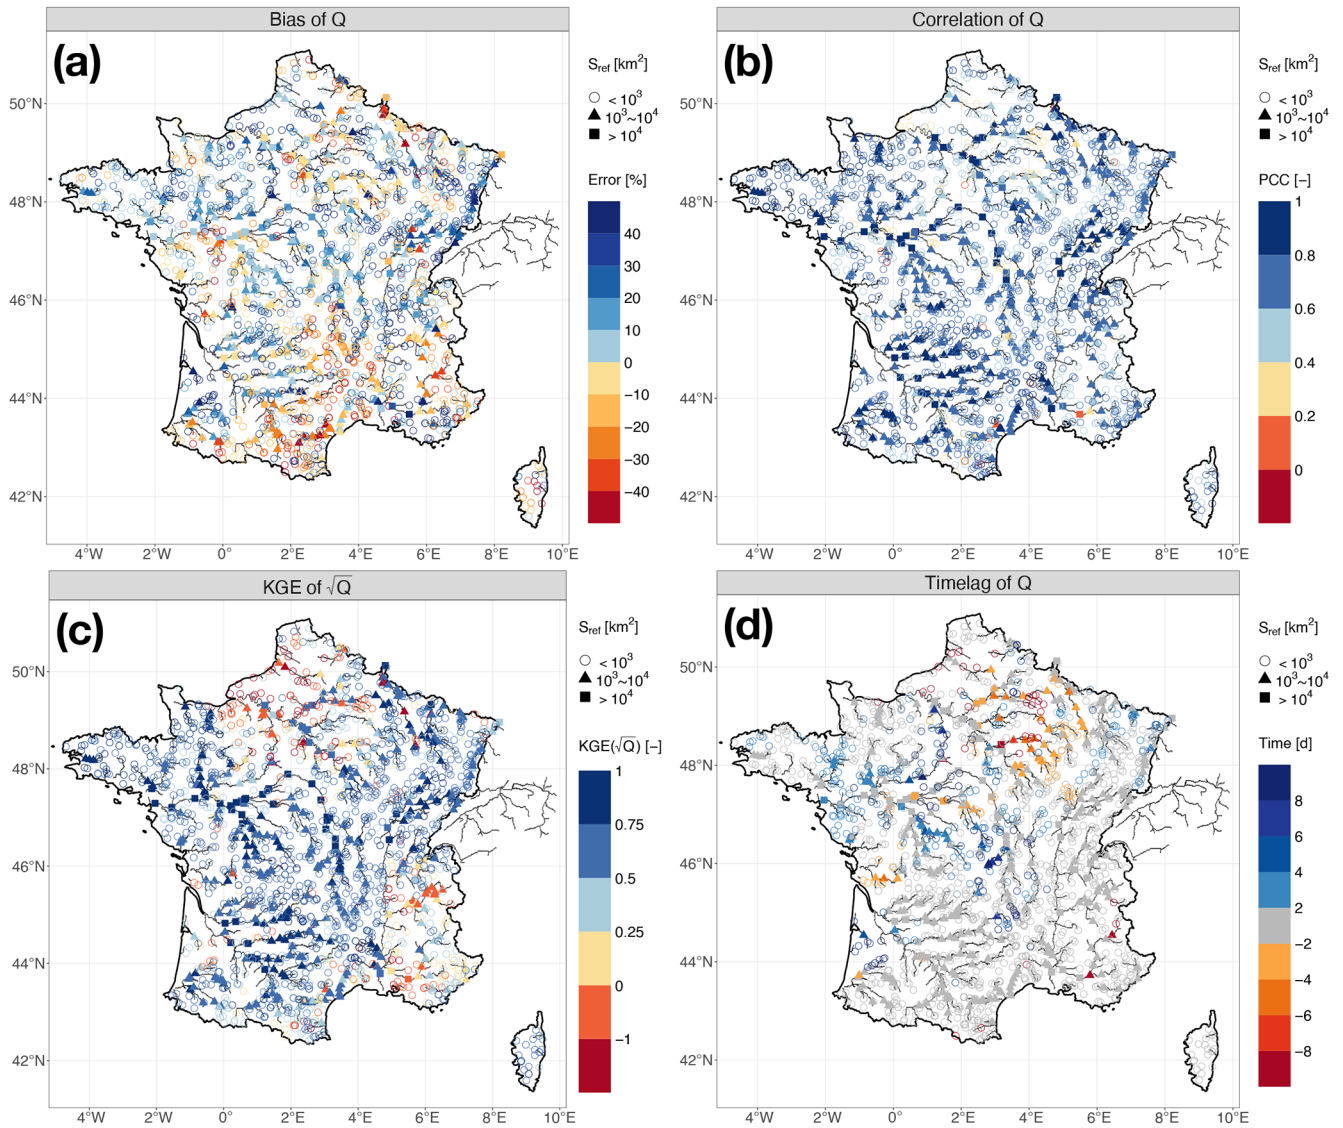 Bias of Q
(a)
50°N
48°N
46°N
44°N
42°N
4°W 2°W 0° 2°E 4°E 6°E 8°E 10°E
Sref [km²]
< 10³
10³~10⁴
> 10⁴
Error [%]
40
30
20
10
0
−10
−20
−30
−40
Correlation of Q
(b)
50°N
48°N
46°N
44°N
42°N
4°W 2°W 0° 2°E 4°E 6°E 8°E 10°E
Sref [km²]
< 10³
10³~10⁴
> 10⁴
PCC [−]
1
0.8
0.6
0.4
0.2
0
KGE of √Q
(c)
50°N
48°N
46°N
44°N
42°N
4°W 2°W 0° 2°E 4°E 6°E 8°E 10°E
Sref [km²]
< 10³
10³~10⁴
> 10⁴
KGE(√Q) [−]
1
0.75
0.5
0.25
0
−1
Timelag of Q
(d)
50°N
48°N
46°N
44°N
42°N
4°W 2°W 0° 2°E 4°E 6°E 8°E 10°E
Sref [km²]
< 10³
10³~10⁴
> 10⁴
Time [d]
8
6
4
2
−2
−4
−6
−8